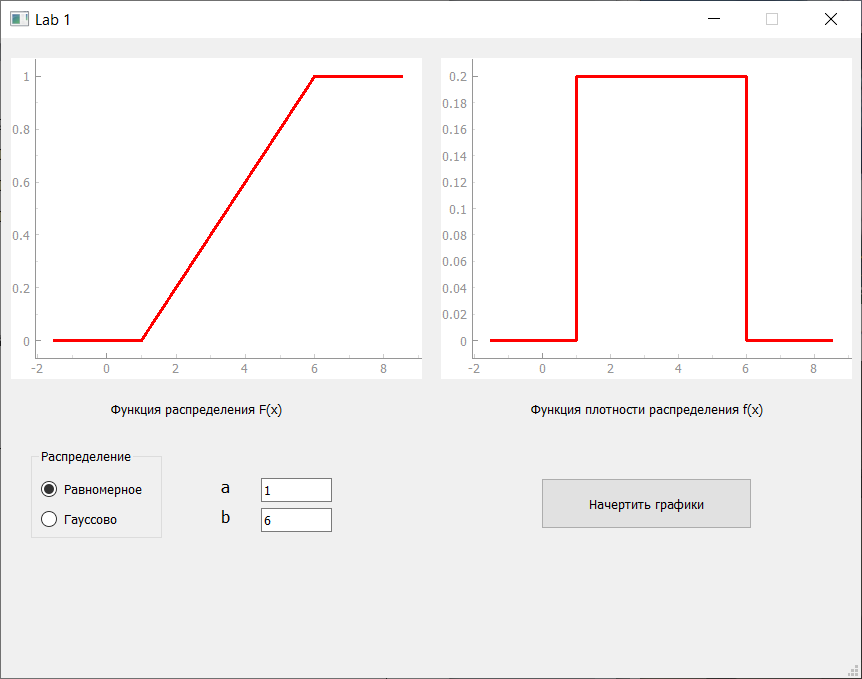 Lab 1
1
0.8
0.6
0.4
0.2
0
-2 0 2 4 6 8
0.2
0.18
0.16
0.14
0.12
0.1
0.08
0.06
0.04
0.02
0
-2 0 2 4 6 8
Функция распределения F(x)
Функция плотности распределения f(x)
Распределение
Равномерное
Гауссово
a 1
b 6
Начертить графики